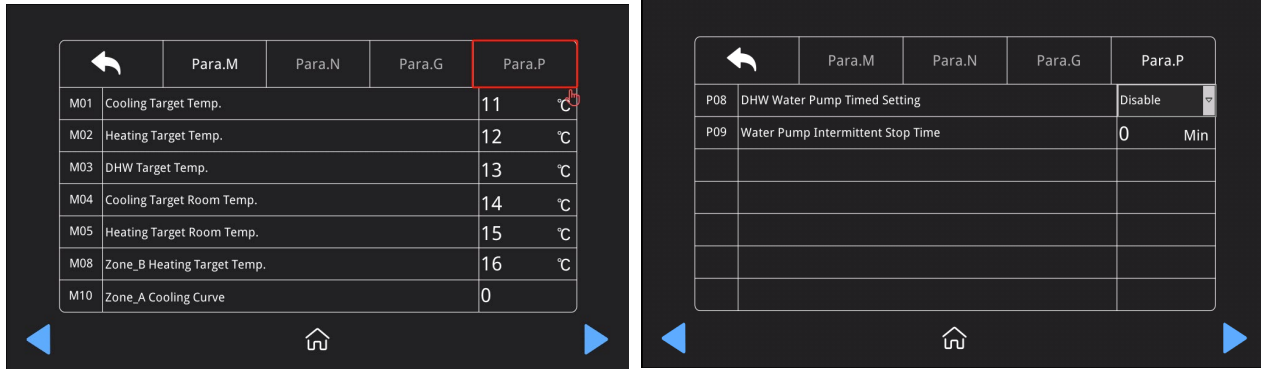 Para.M Para.N Para.G Para.P
M01 Cooling Target Temp. 11 ℃
M02 Heating Target Temp. 12 ℃
M03 DHW Target Temp. 13 ℃
M04 Cooling Target Room Temp. 14 ℃
M05 Heating Target Room Temp. 15 ℃
M08 Zone_B Heating Target Temp. 16 ℃
M10 Zone_A Cooling Curve 0
Para.M Para.N Para.G Para.P
P08 DHW Water Pump Timed Setting Disable
P09 Water Pump Intermittent Stop Time 0 Min